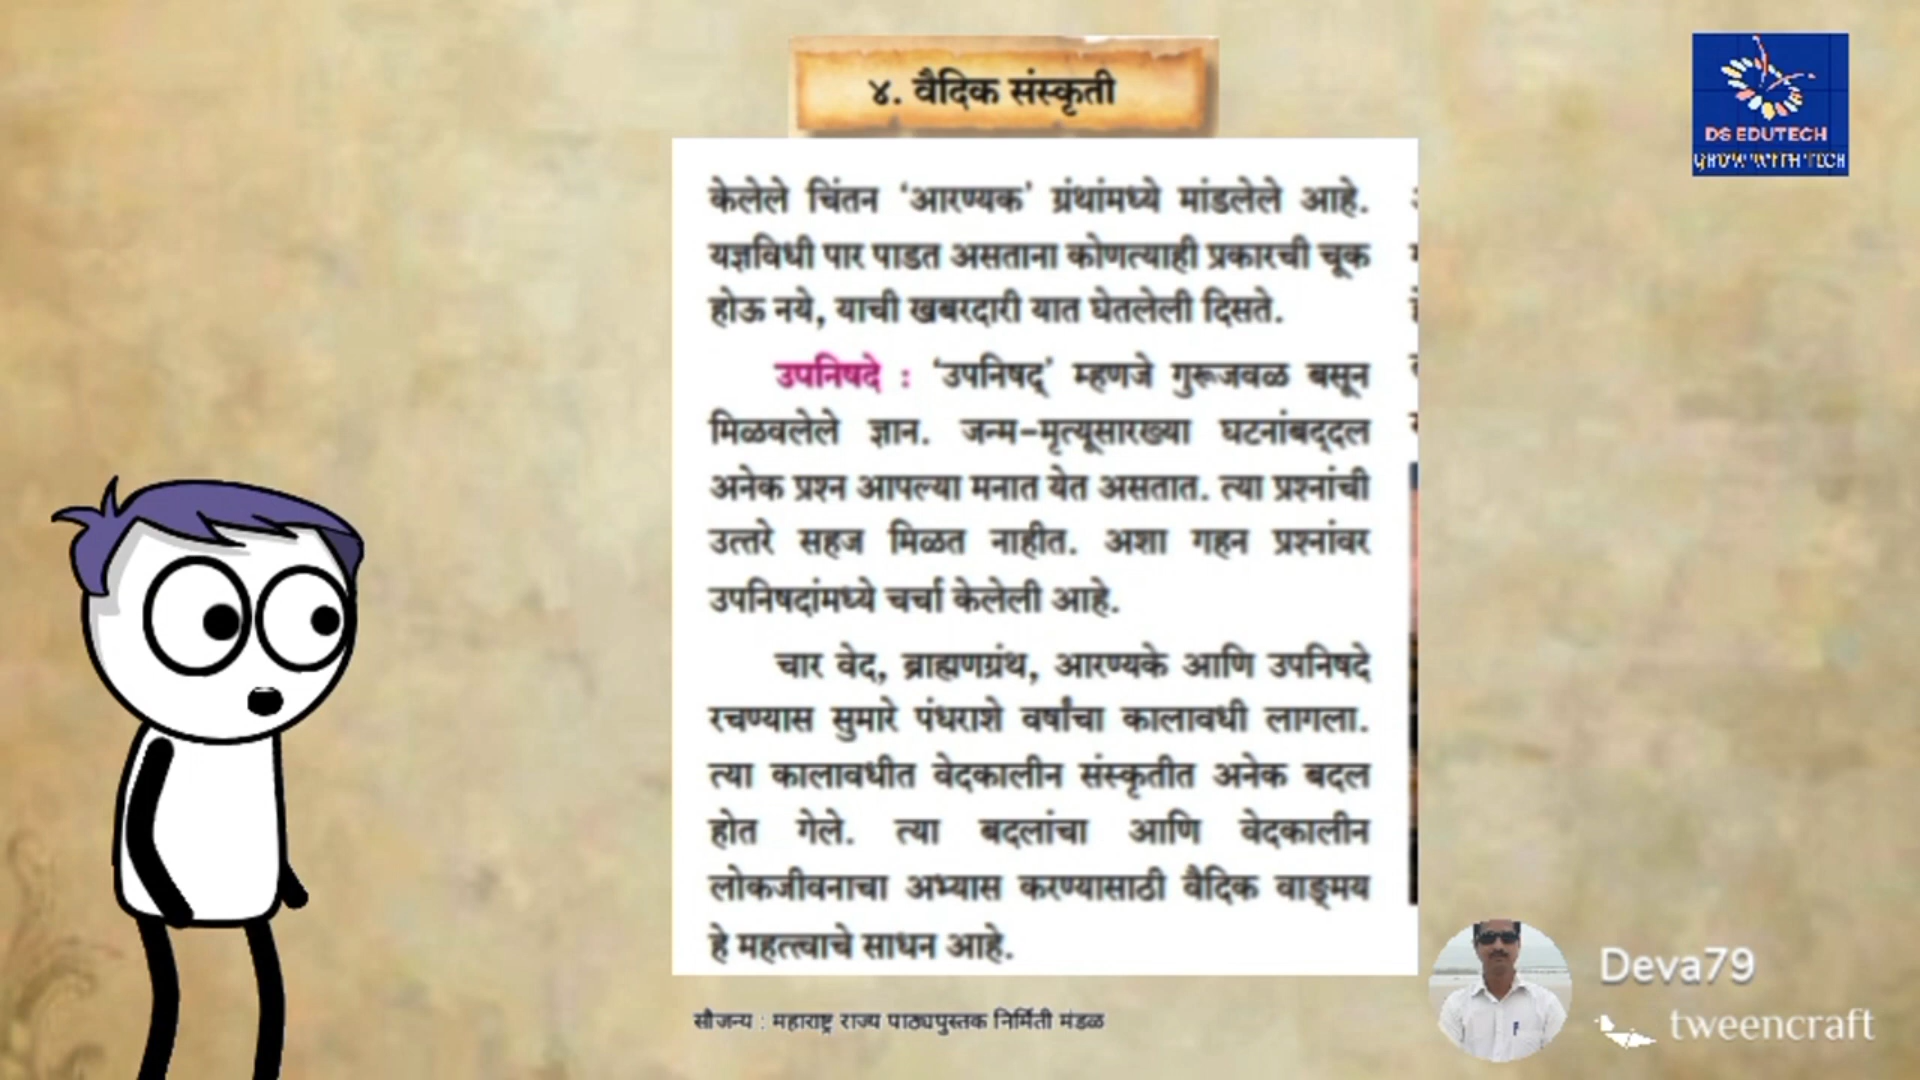 ४. वैदिक संस्कृती
DS EDUTECH
GROW WITH TECH
केलेले चिंतन ‘आरण्यक’ ग्रंथांमध्ये मांडलेले आहे.
यज्ञविधी पार पाडत असताना कोणत्याही प्रकारची चूक
होऊ नये, याची खबरदारी यात घेतलेली दिसते.
उपनिषदे : ‘उपनिषद्’ म्हणजे गुरूजवळ बसून
मिळवलेले ज्ञान. जन्म-मृत्यूसारख्या घटनांबद्दल
अनेक प्रश्न आपल्या मनात येत असतात. त्या प्रश्नांची
उत्तरे सहज मिळत नाहीत. अशा गहन प्रश्नांवर
उपनिषदांमध्ये चर्चा केलेली आहे.
चार वेद, ब्राह्मणग्रंथ, आरण्यके आणि उपनिषदे
रचण्यास सुमारे पंधराशे वर्षांचा कालावधी लागला.
त्या कालावधीत वेदकालीन संस्कृतीत अनेक बदल
होत गेले. त्या बदलांचा आणि वेदकालीन
लोकजीवनाचा अभ्यास करण्यासाठी वैदिक वाङ्मय
हे महत्त्वाचे साधन आहे.
सौजन्य : महाराष्ट्र राज्य पाठ्यपुस्तक निर्मिती मंडळ
Deva79
tweencraft